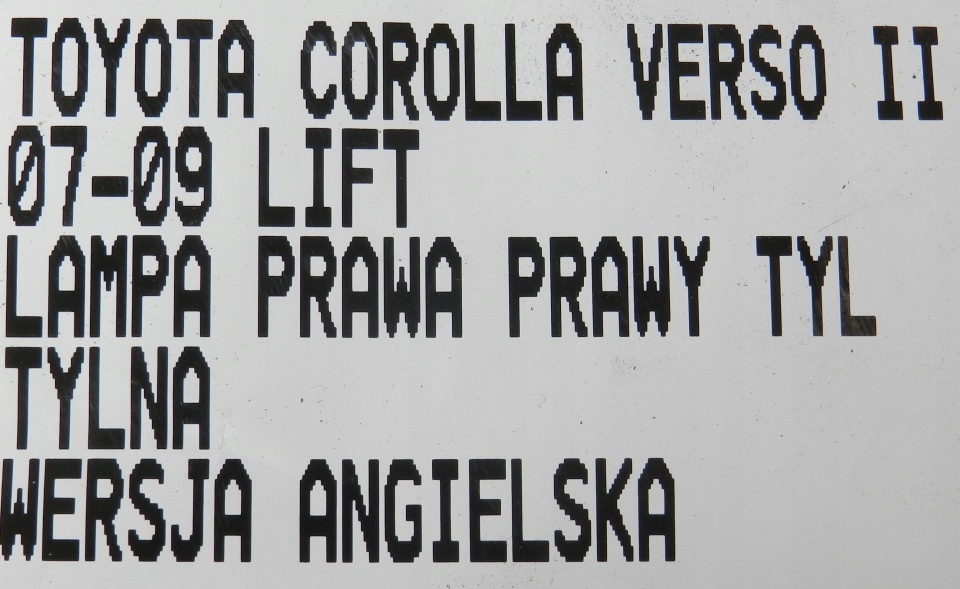 TOYOTA COROLLA VERSO II
07-09 LIFT
LAMPA PRAWA PRAWY TYL
TYLNA
WERSJA ANGIELSKA